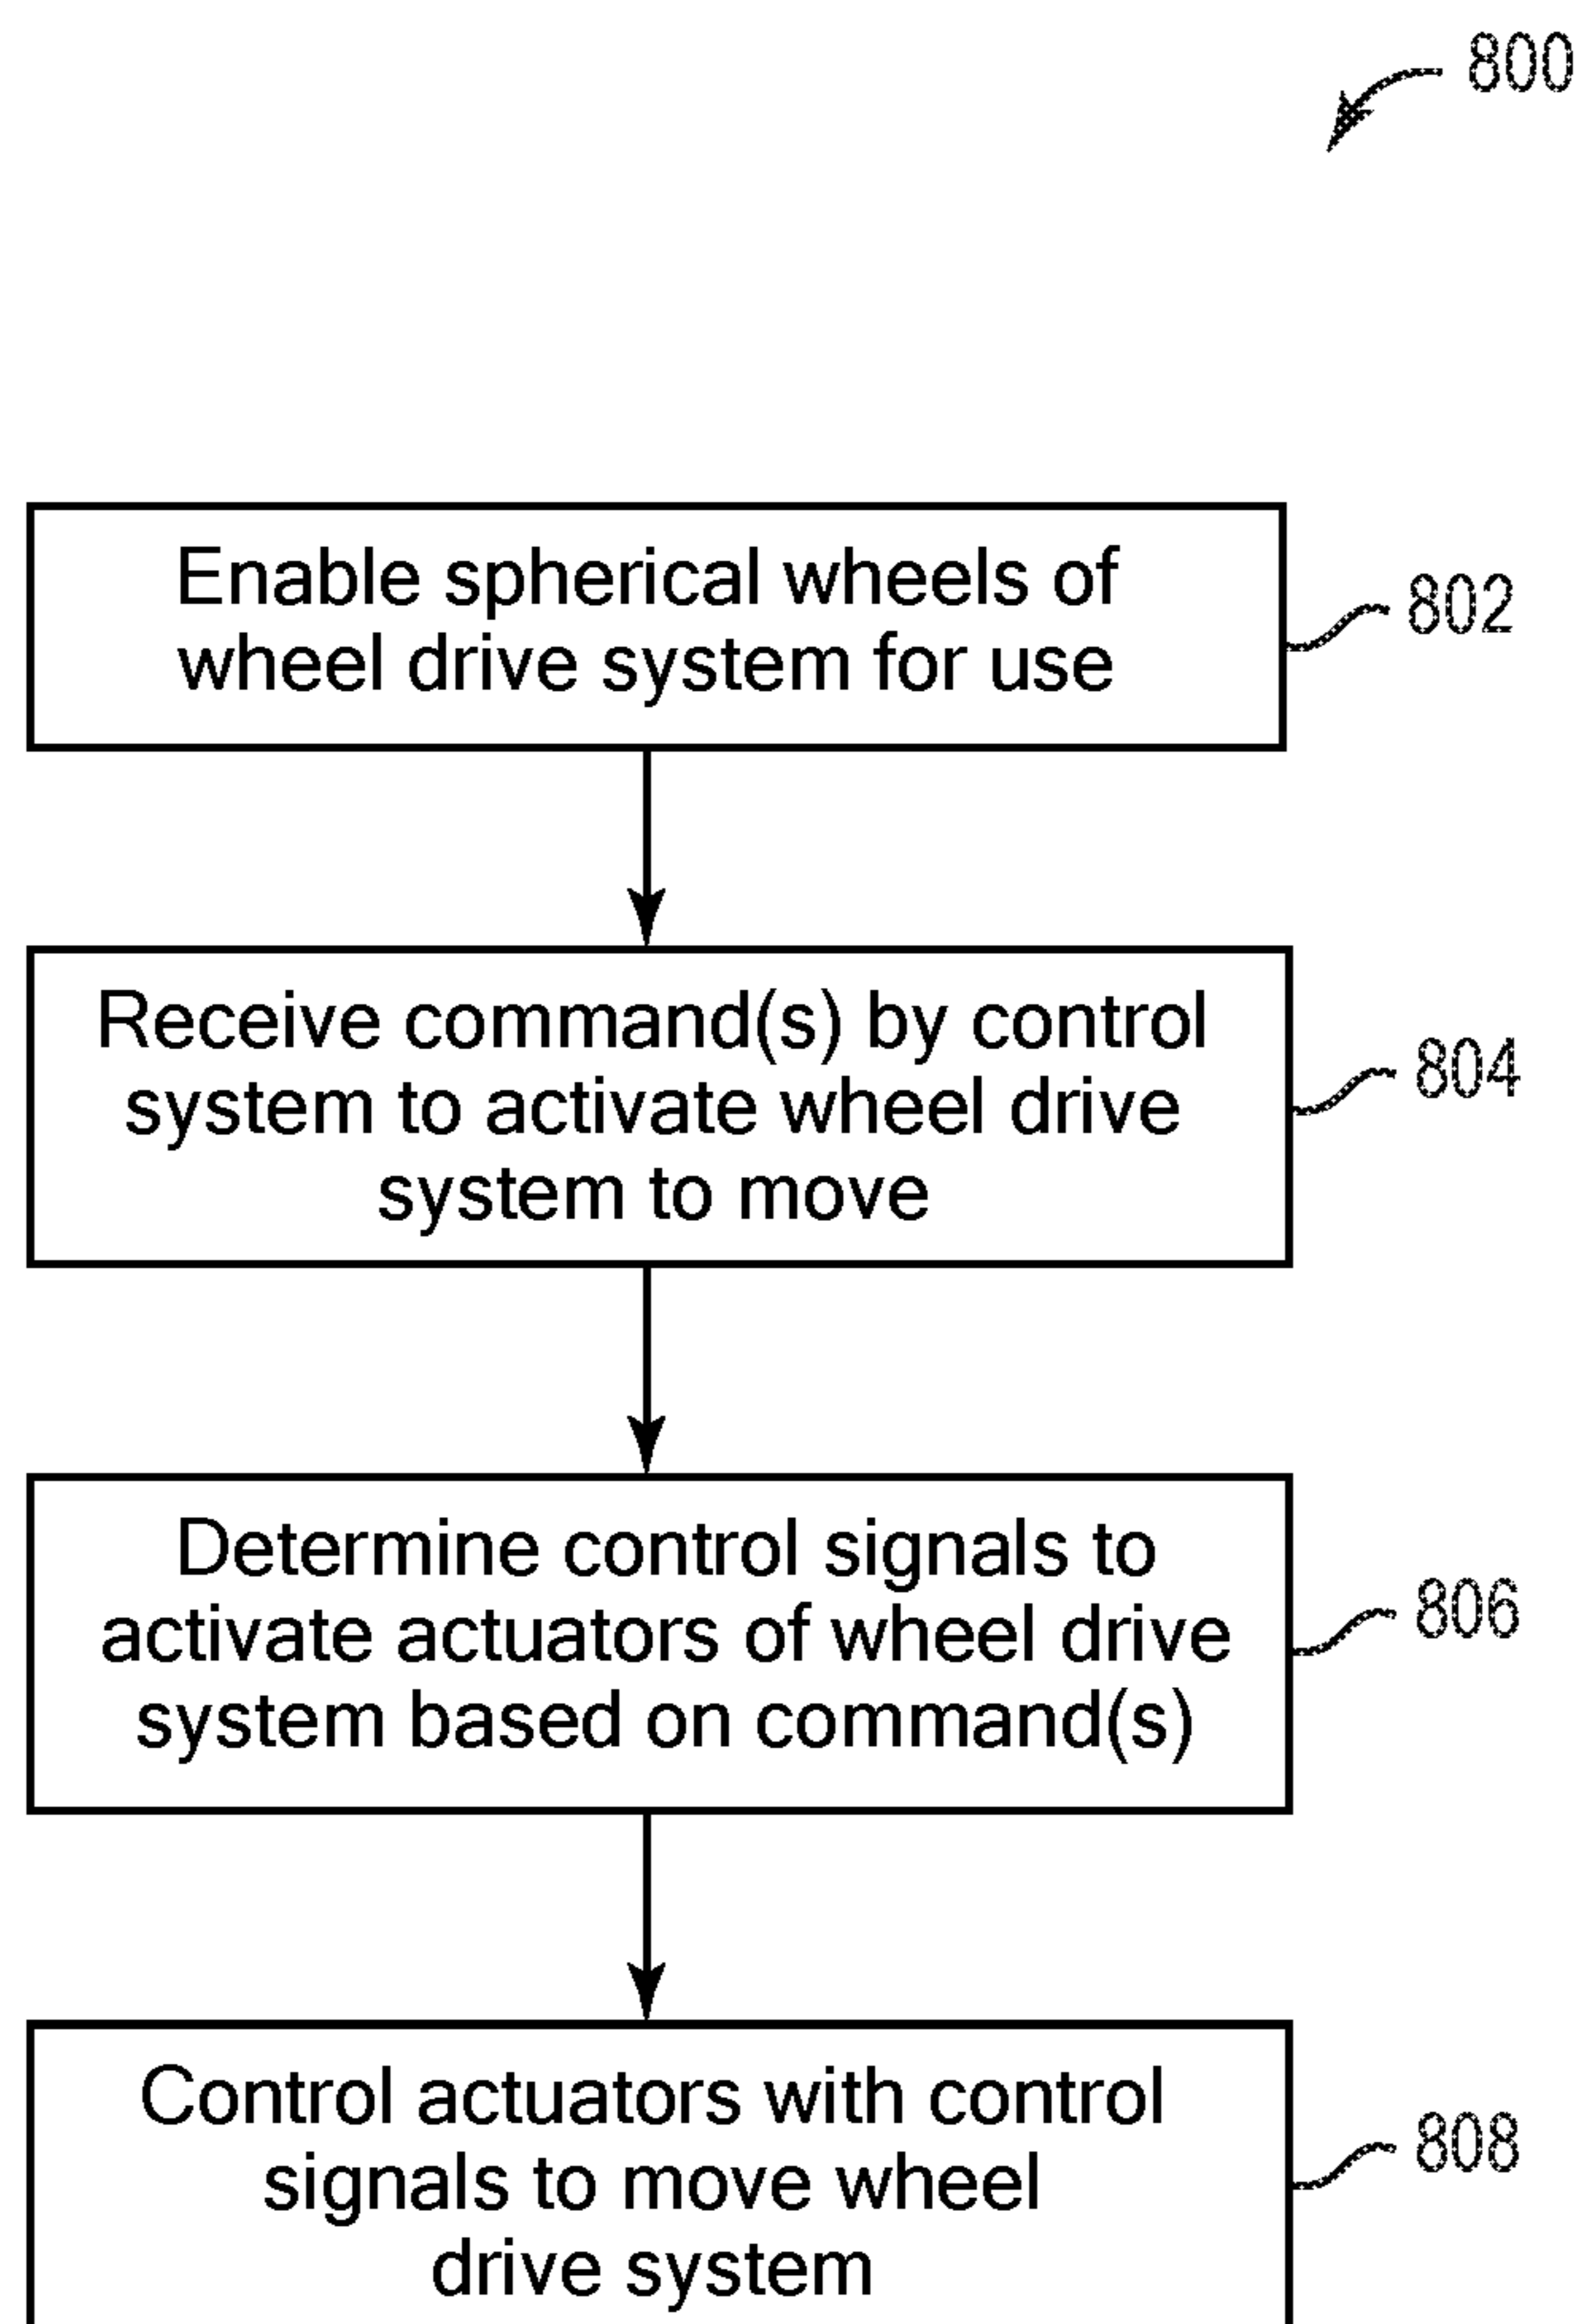 800
Enable spherical wheels of
wheel drive system for use
802
Receive command(s) by control
system to activate wheel drive
system to move
804
Determine control signals to
activate actuators of wheel drive
system based on command(s)
806
Control actuators with control
signals to move wheel
drive system
808